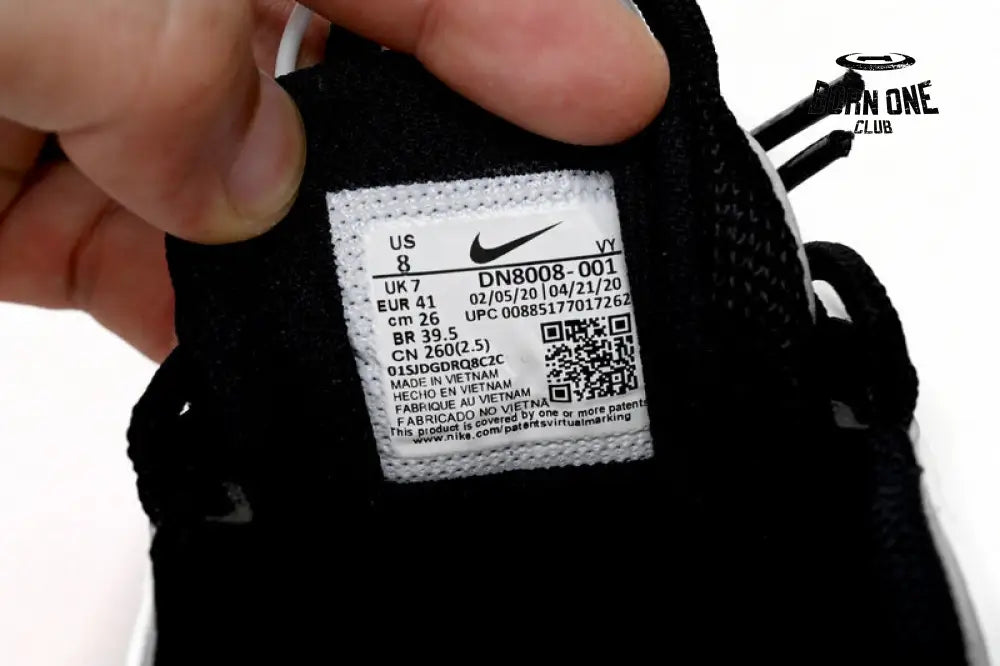 BORN ONE
CLUB
US
8
VY
UK 7
DN8008-001
EUR 41
02/05/20 | 04/21/20
cm 26
UPC 00885177017262
BR 39.5
CN 260(2.5)
01SJDGDRQ8C2C
MADE IN VIETNAM
HECHO EN VIETNAM
FABRIQUE AU VIETNAM
FABRICADO NO VIETNA
This product is covered by one or more patents
www.nike.com/patentsvirtualmarking